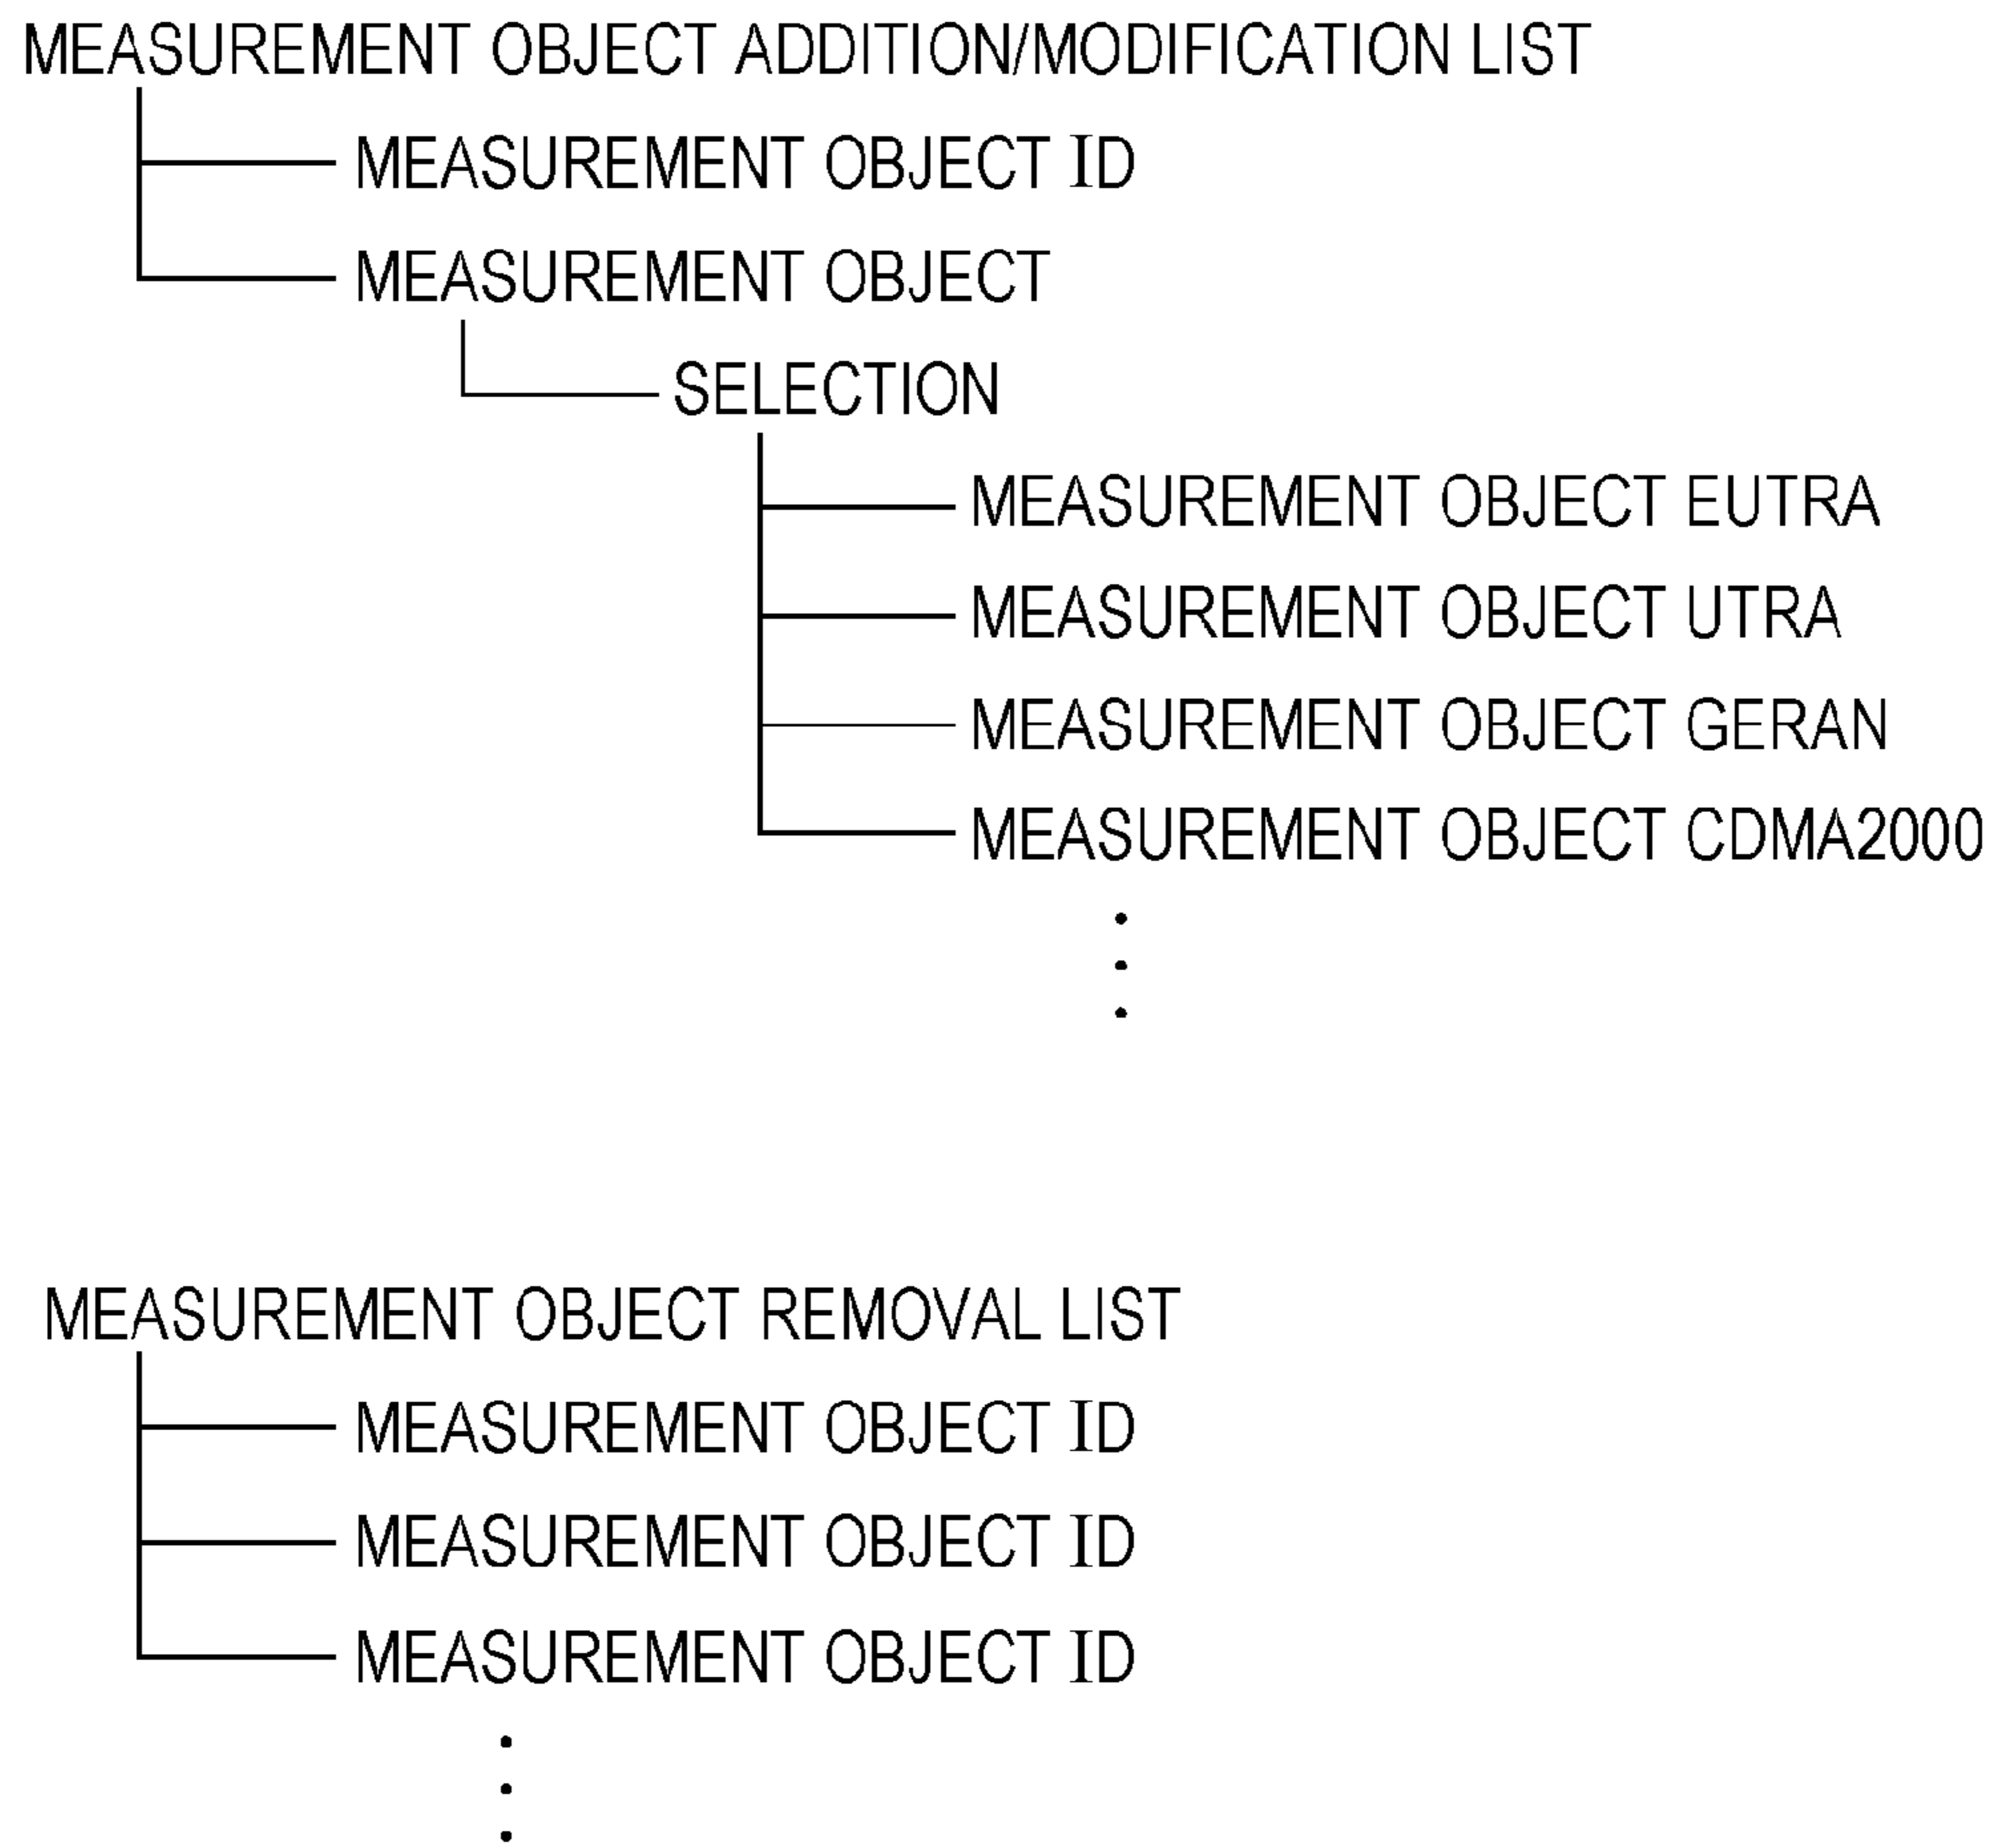 MEASUREMENT OBJECT ADDITION/MODIFICATION LIST
MEASUREMENT OBJECT ID
MEASUREMENT OBJECT
SELECTION
MEASUREMENT OBJECT EUTRA
MEASUREMENT OBJECT UTRA
MEASUREMENT OBJECT GERAN
MEASUREMENT OBJECT CDMA2000
MEASUREMENT OBJECT REMOVAL LIST
MEASUREMENT OBJECT ID
MEASUREMENT OBJECT ID
MEASUREMENT OBJECT ID